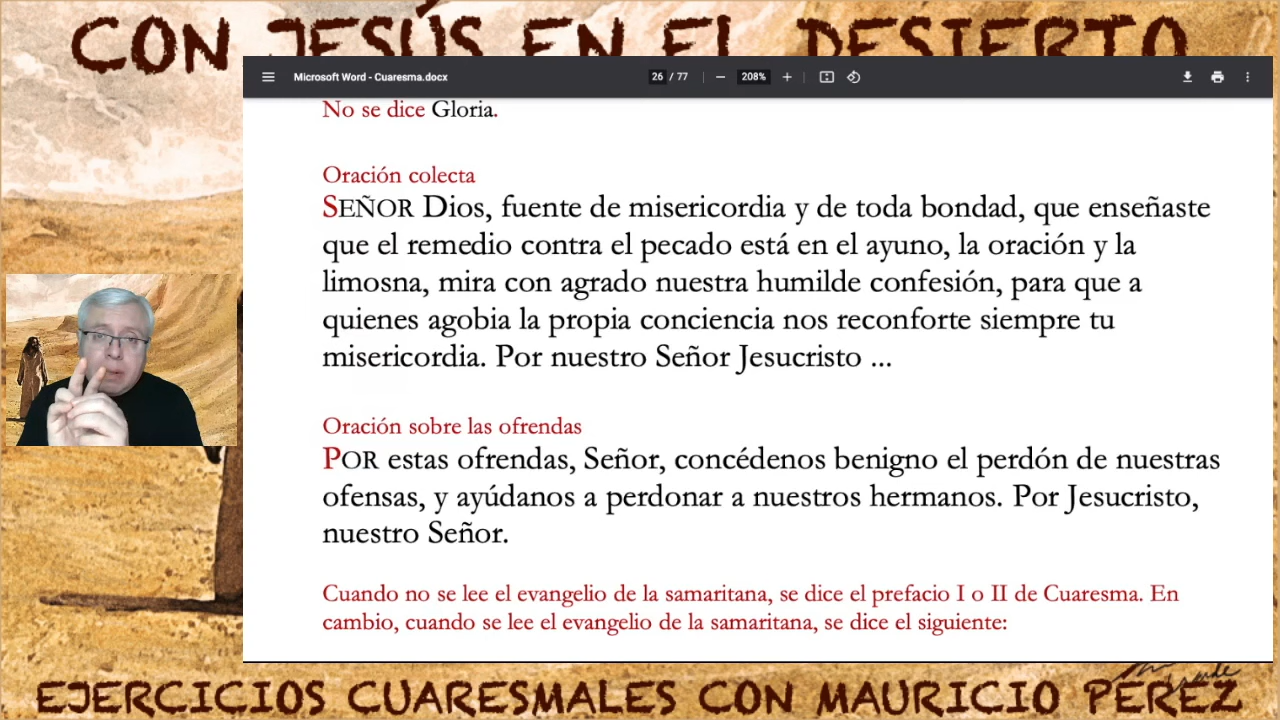 CON JESÚS EN EL DESIERTO
Microsoft Word - Cuaresma.docx
26 / 77
208%
No se dice Gloria.
Oración colecta
SEÑOR Dios, fuente de misericordia y de toda bondad, que enseñaste
que el remedio contra el pecado está en el ayuno, la oración y la
limosna, mira con agrado nuestra humilde confesión, para que a
quienes agobia la propia conciencia nos reconforte siempre tu
misericordia. Por nuestro Señor Jesucristo ...
Oración sobre las ofrendas
POR estas ofrendas, Señor, concédenos benigno el perdón de nuestras
ofensas, y ayúdanos a perdonar a nuestros hermanos. Por Jesucristo,
nuestro Señor.
Cuando no se lee el evangelio de la samaritana, se dice el prefacio I o II de Cuaresma. En
cambio, cuando se lee el evangelio de la samaritana, se dice el siguiente:
EJERCICIOS CUARESMALES CON MAURICIO PÉREZ